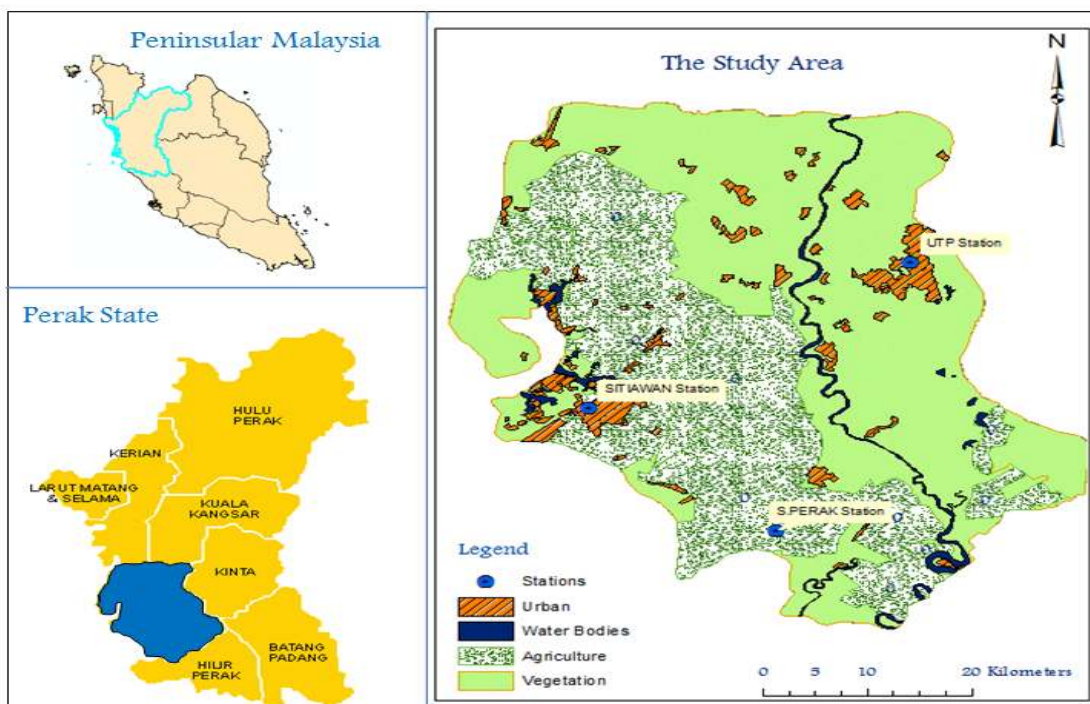 Peninsular Malaysia
Perak State
HULU
PERAK
KERIAN
LARUT MATANG
& SELAMA
KUALA
KANGSAR
KINTA
BATANG
PADANG
HILIR
PERAK
The Study Area
N
UTP Station
SITIAWAN Station
S.PERAK Station
Legend
Stations
Urban
Water Bodies
Agriculture
Vegetation
0 5 10 20 Kilometers